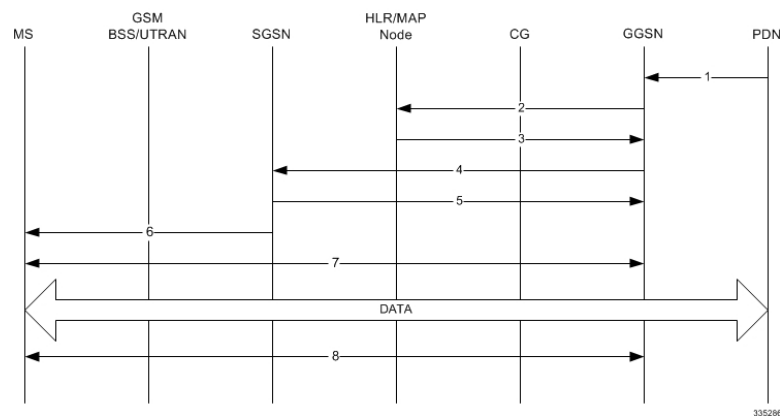 MS
GSM
BSS/UTRAN
SGSN
HLR/MAP
Node
CG
GGSN
PDN
1
2
3
4
5
6
7
DATA
8
335286